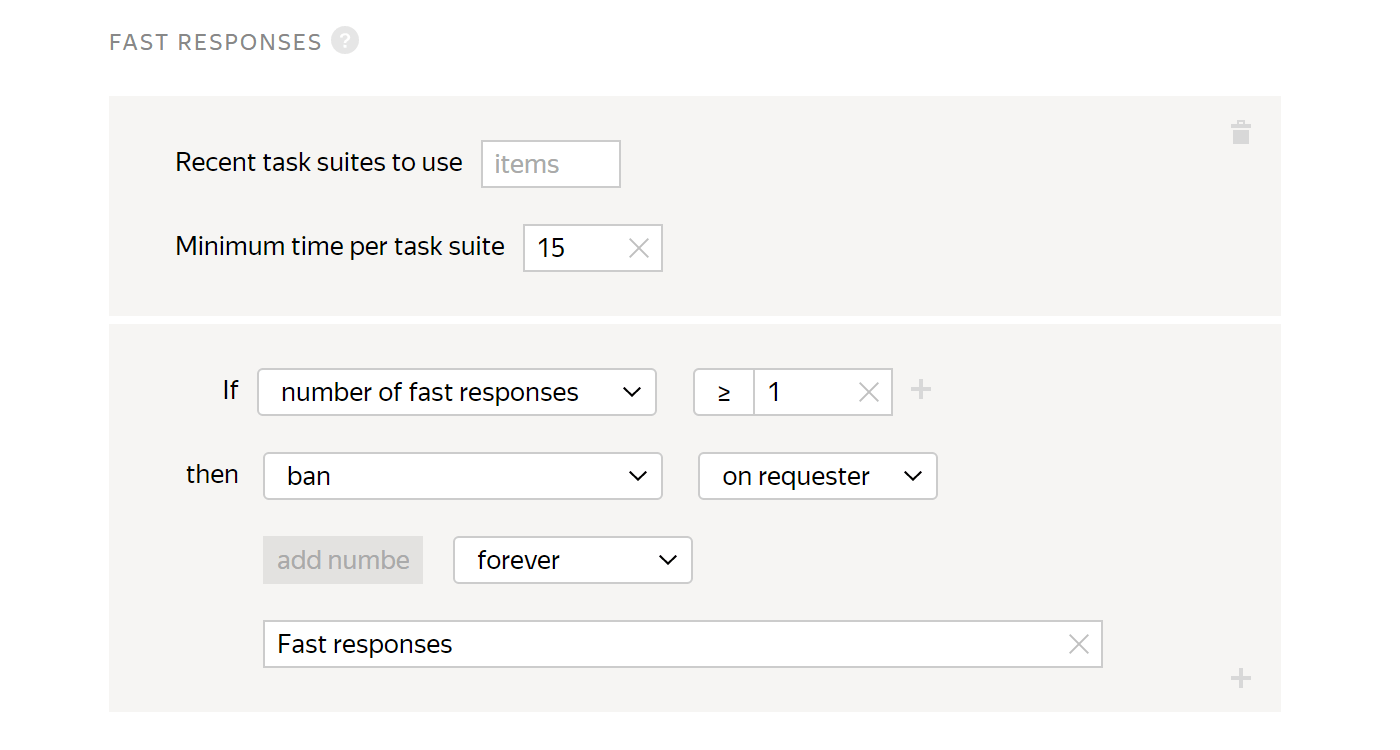 FAST RESPONSES ?
Recent task suites to use items
Minimum time per task suite 15
If number of fast responses ≥ 1
then ban on requester
add numbe forever
Fast responses